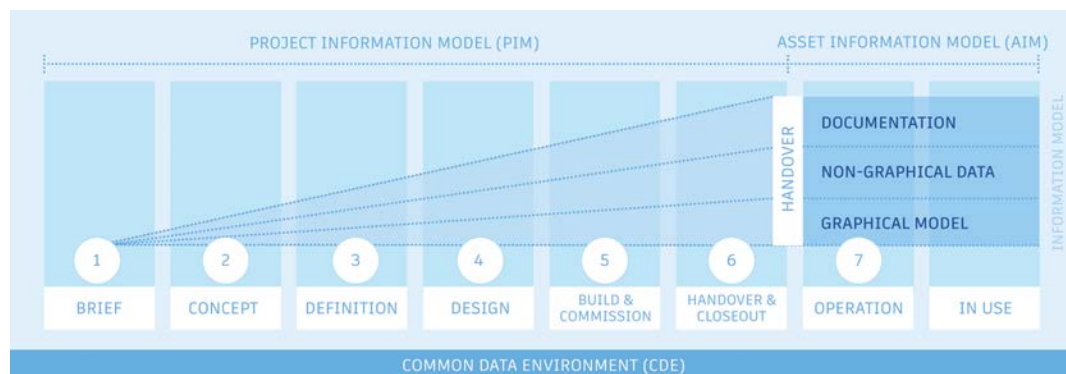 PROJECT INFORMATION MODEL (PIM)
ASSET INFORMATION MODEL (AIM)
INFORMATION MODEL
HANDOVER
DOCUMENTATION
NON-GRAPHICAL DATA
GRAPHICAL MODEL
1
2
3
4
5
6
7
BRIEF
CONCEPT
DEFINITION
DESIGN
BUILD &
COMMISSION
HANDOVER &
CLOSEOUT
OPERATION
IN USE
COMMON DATA ENVIRONMENT (CDE)